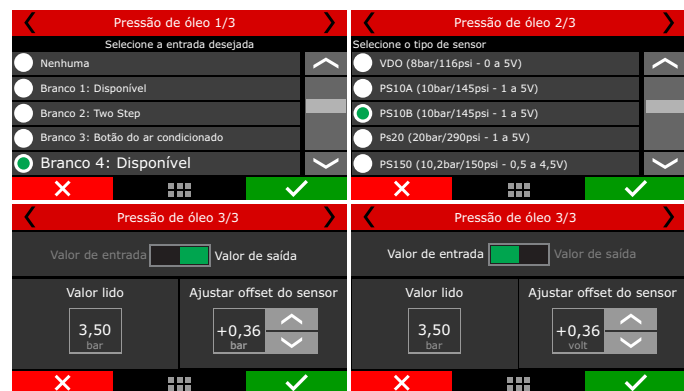 Pressão de óleo 1/3
Selecione a entrada desejada
Nenhuma
Branco 1: Disponível
Branco 2: Two Step
Branco 3: Botão do ar condicionado
Branco 4: Disponível
Pressão de óleo 2/3
Selecione o tipo de sensor
VDO (8bar/116psi - 0 a 5V)
PS10A (10bar/145psi - 1 a 5V)
PS10B (10bar/145psi - 1 a 5V)
Ps20 (20bar/290psi - 1 a 5V)
PS150 (10,2bar/150psi - 0,5 a 4,5V)
Pressão de óleo 3/3
Valor de entrada Valor de saída
Valor lido Ajustar offset do sensor
3,50 +0,36
bar bar
Pressão de óleo 3/3
Valor de entrada Valor de saída
Valor lido Ajustar offset do sensor
3,50 +0,36
bar volt